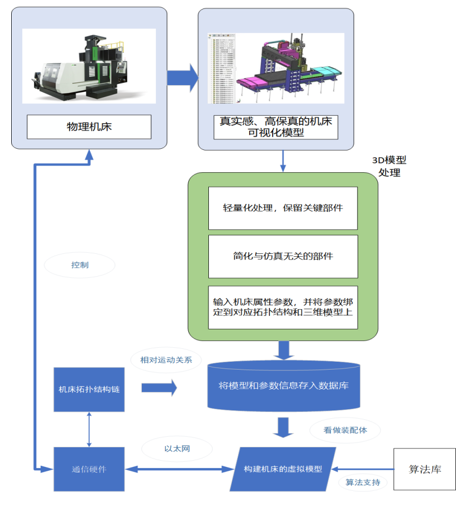 物理机床
真实感、高保真的机床
可视化模型
3D模型
处理
轻量化处理，保留关键部件
简化与仿真无关的部件
输入机床属性参数，并将参数绑
定到对应拓扑结构和三维模型上
控制
相对运动关系
机床拓扑结构链
将模型和参数信息存入数据库
看做装配体
以太网
通信硬件
构建机床的虚拟模型
算法支持
算法库